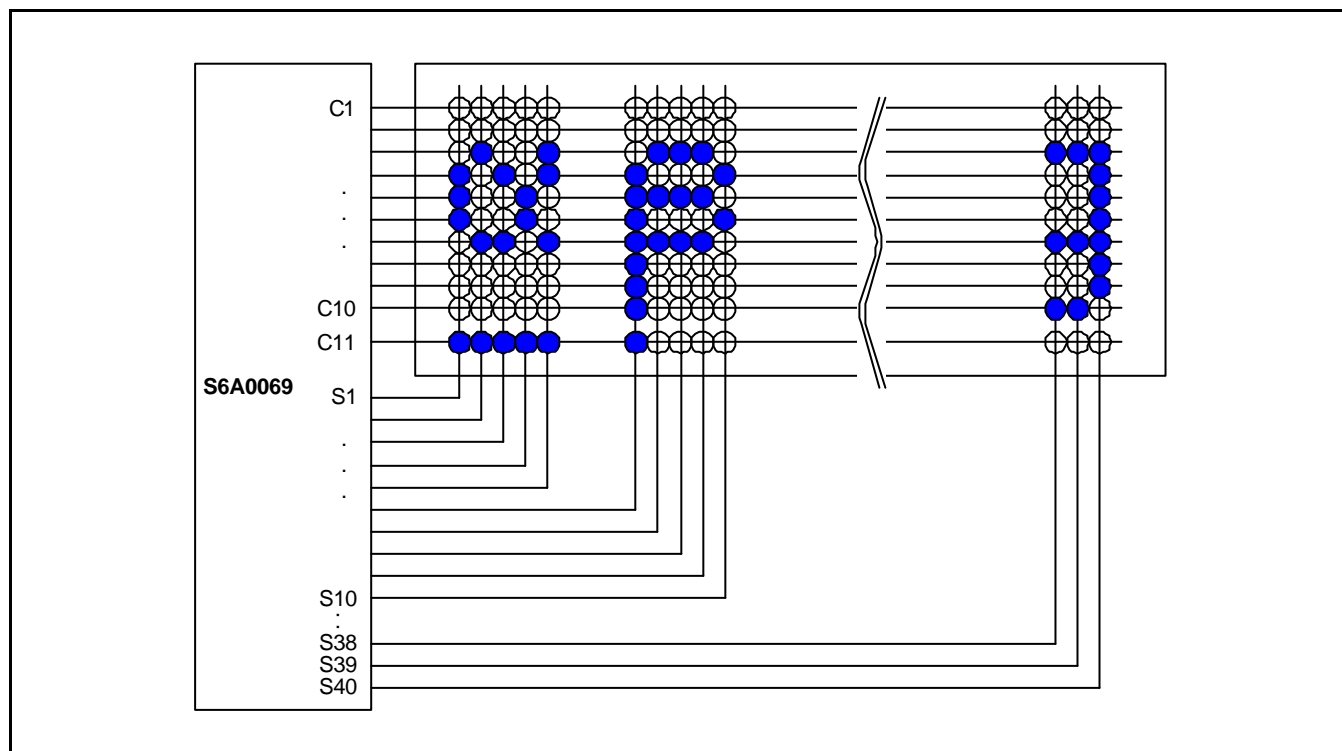 C1
.
.
.
C10
C11
S6A0069
S1
.
.
.
S10
.
.
S38
S39
S40